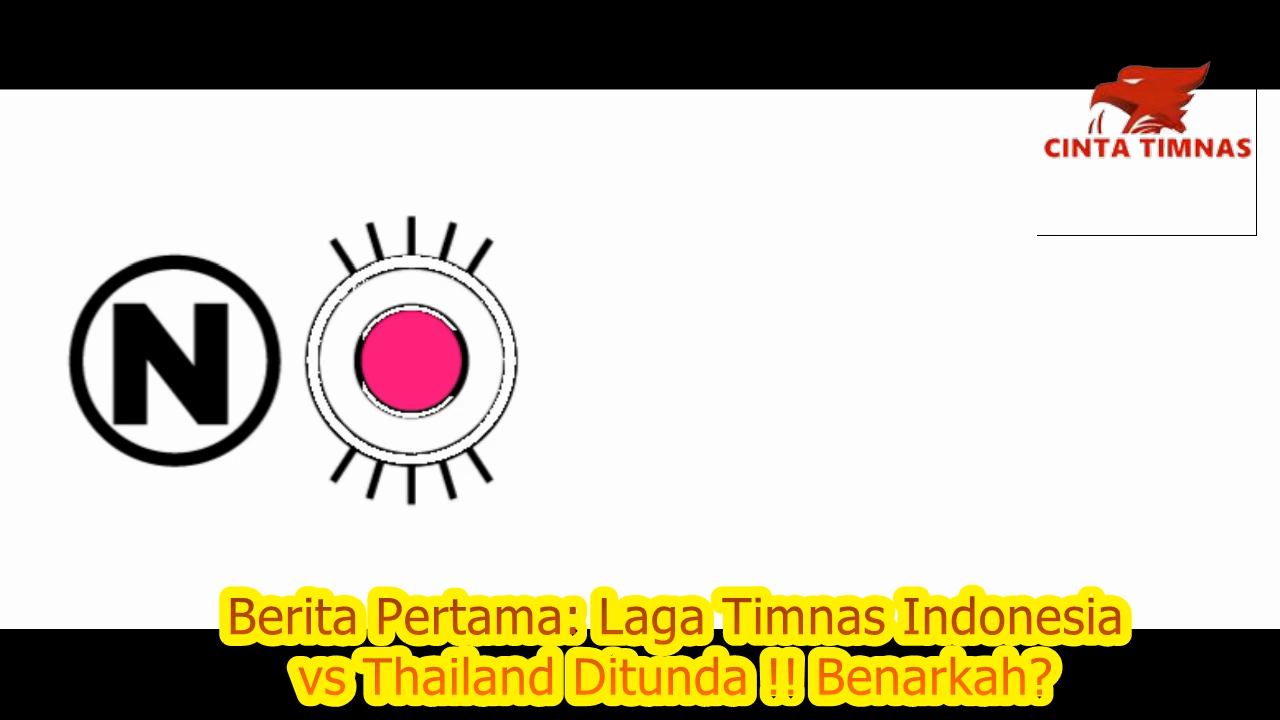 CINTA TIMNAS
N
Berita Pertama: Laga Timnas Indonesia
vs Thailand Ditunda !! Benarkah?